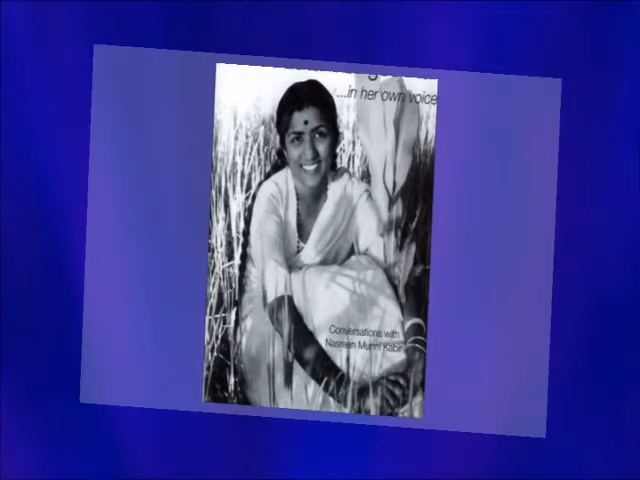 ...in her own voice
Conversations with
Nasreen Munni Kabir